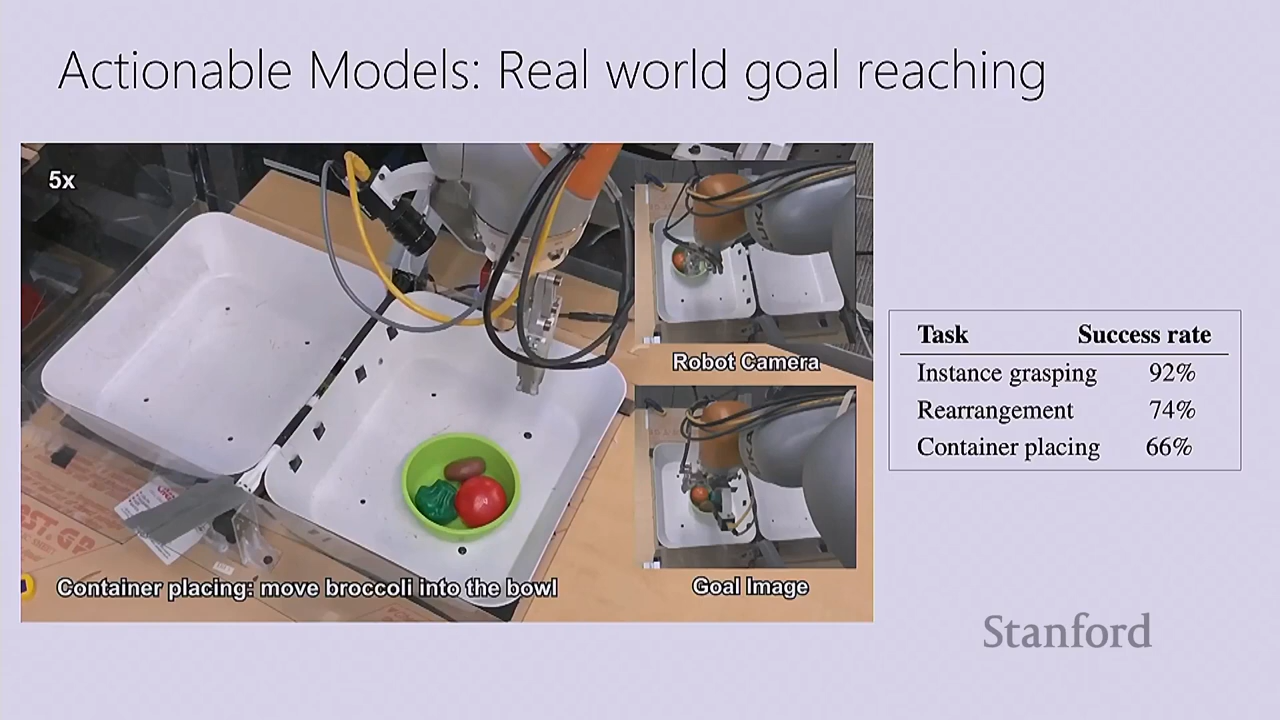 Actionable Models: Real world goal reaching
5x
Robot Camera
Goal Image
Container placing: move broccoli into the bowl
Task Success rate
Instance grasping 92%
Rearrangement 74%
Container placing 66%
Stanford